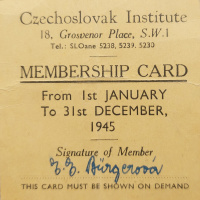 Czechoslovak Institute
18, Grosvenor Place, S.W.1
Tel.: SLOane 5238, 5239, 5230
MEMBERSHIP CARD
From 1st JANUARY
To 31st DECEMBER,
1945
Signature of Member
Bürgerová
THIS CARD MUST BE SHOWN ON DEMAND